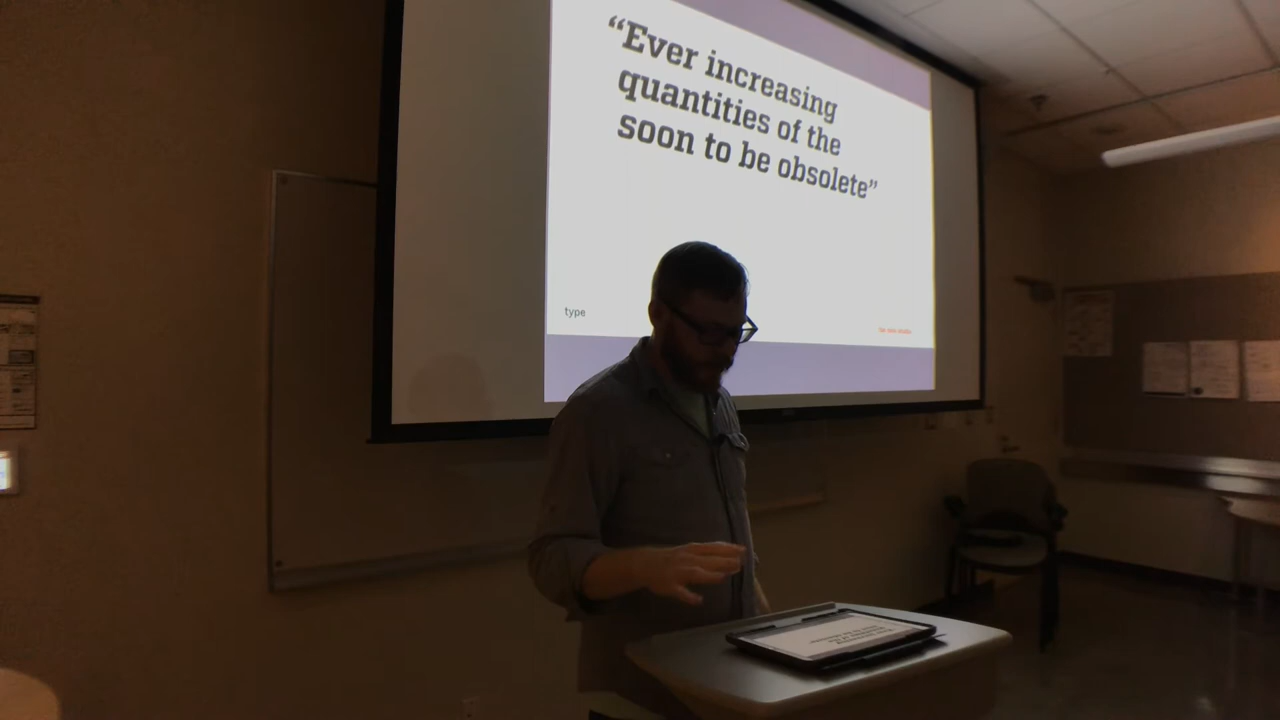 “Ever increasing
quantities of the
soon to be obsolete”
type